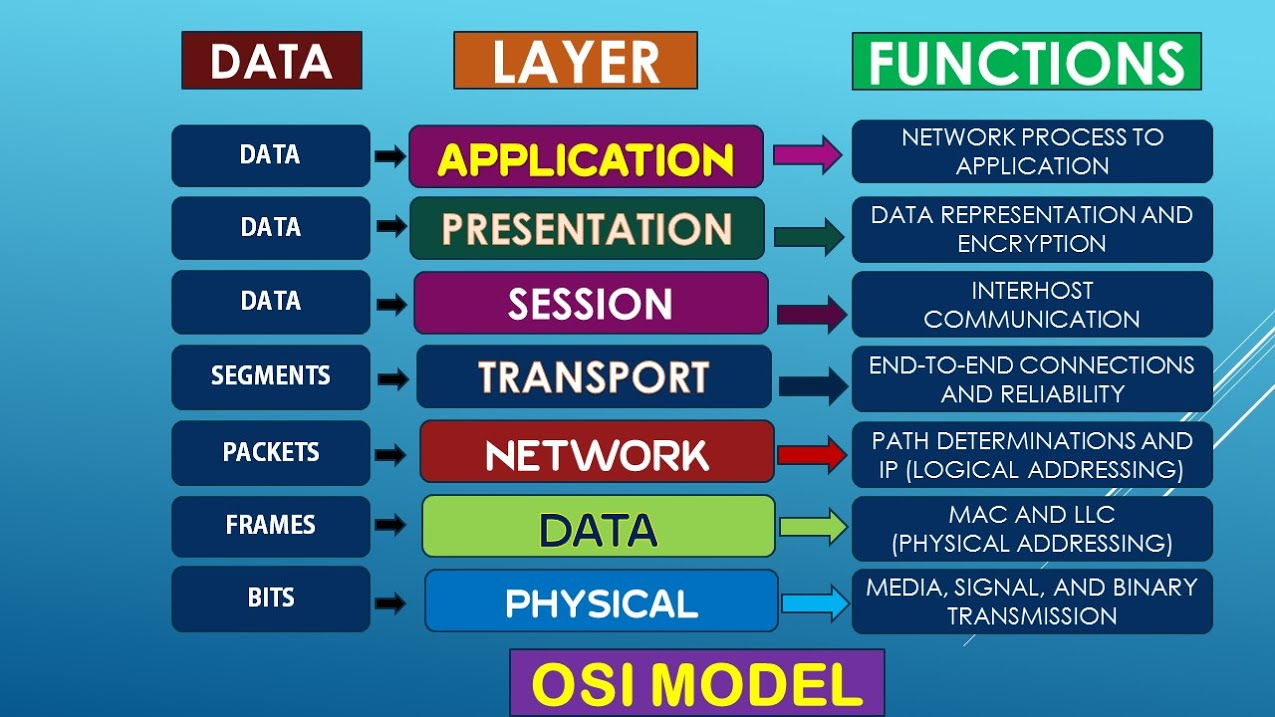 DATA
LAYER
FUNCTIONS
DATA
APPLICATION
NETWORK PROCESS TO
APPLICATION
DATA
PRESENTATION
DATA REPRESENTATION AND
ENCRYPTION
DATA
SESSION
INTERHOST
COMMUNICATION
SEGMENTS
TRANSPORT
END-TO-END CONNECTIONS
AND RELIABILITY
PACKETS
NETWORK
PATH DETERMINATIONS AND
IP (LOGICAL ADDRESSING)
FRAMES
DATA
MAC AND LLC
(PHYSICAL ADDRESSING)
BITS
PHYSICAL
MEDIA, SIGNAL, AND BINARY
TRANSMISSION
OSI MODEL